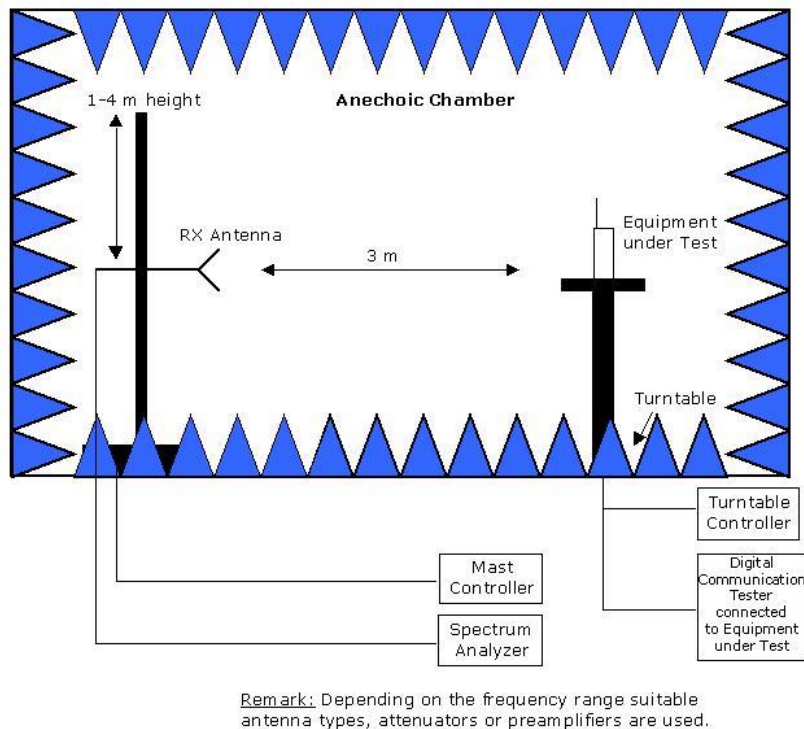 1-4 m height
Anechoic Chamber
RX Antenna
3 m
Equipment
under Test
Turntable
Turntable
Controller
Mast
Controller
Digital
Communication
Tester
connected
to Equipment
under Test
Spectrum
Analyzer
Remark: Depending on the frequency range suitable
antenna types, attenuators or preamplifiers are used.